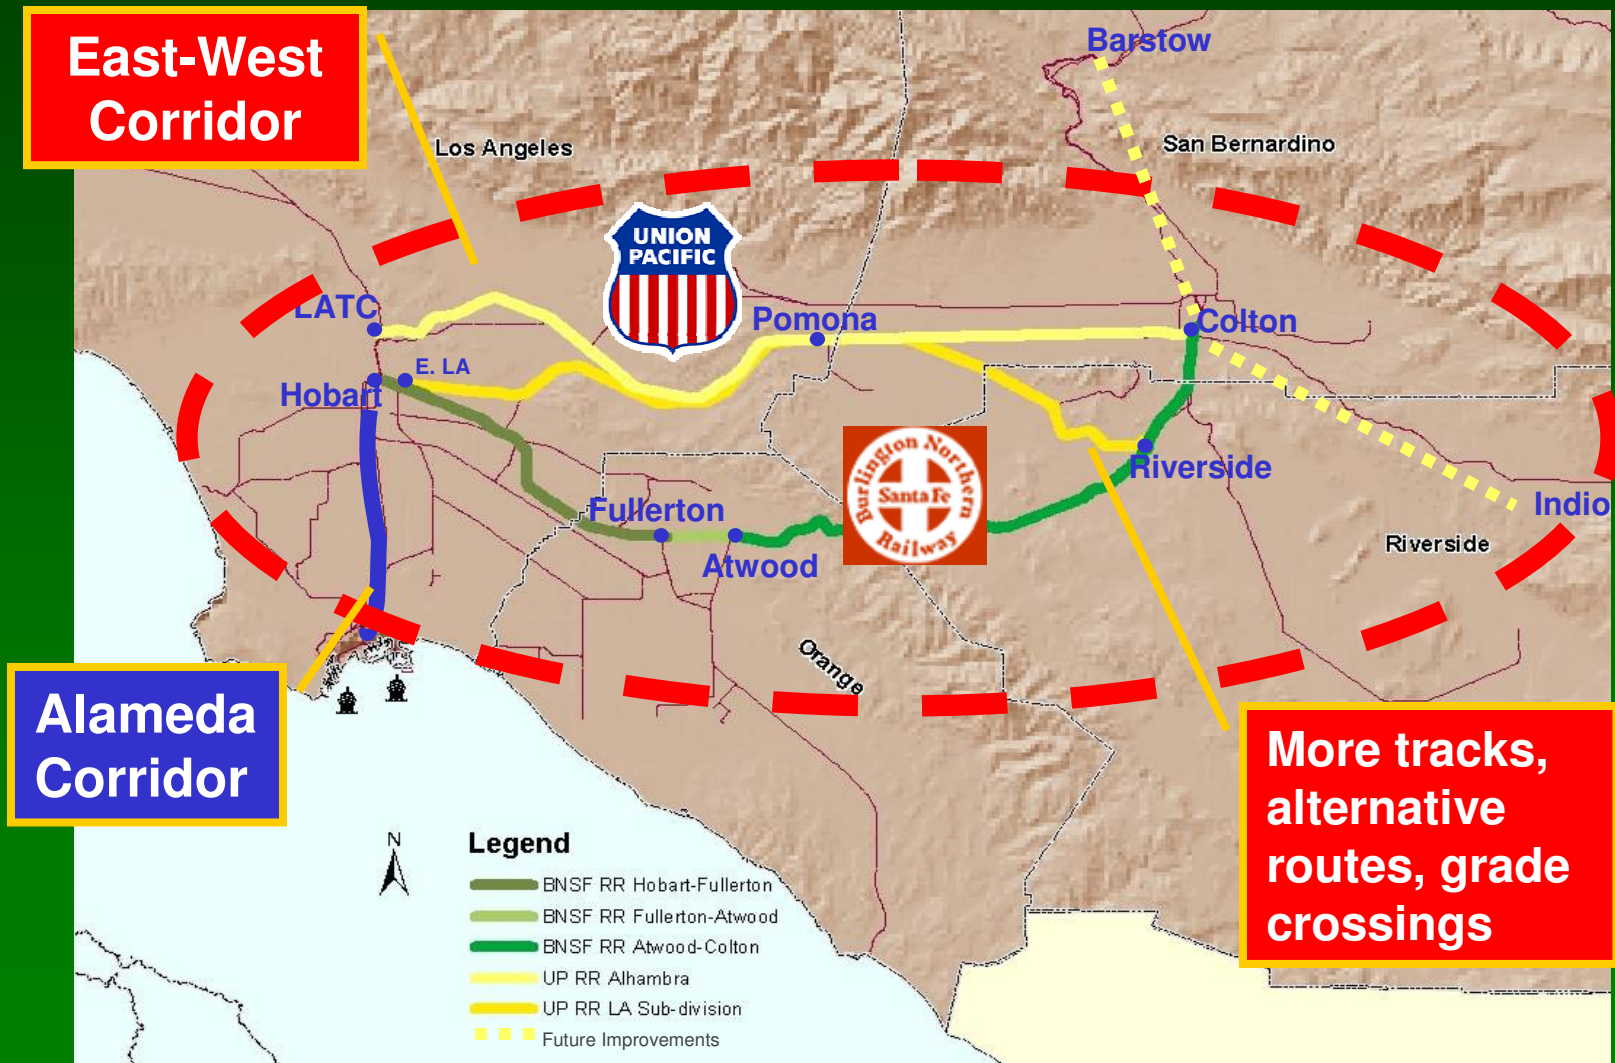 East-West
Corridor
Barstow
Los Angeles
San Bernardino
UNION
PACIFIC
LATC
Pomona
Colton
E. LA
Hobart
Burlington Northern
Santa Fe
Railway
Riverside
Fullerton
Indio
Atwood
Riverside
Orange
Alameda
Corridor
More tracks,
alternative
routes, grade
crossings
N
Legend
BNSF RR Hobart-Fullerton
BNSF RR Fullerton-Atwood
BNSF RR Atwood-Colton
UP RR Alhambra
UP RR LA Sub-division
Future Improvements